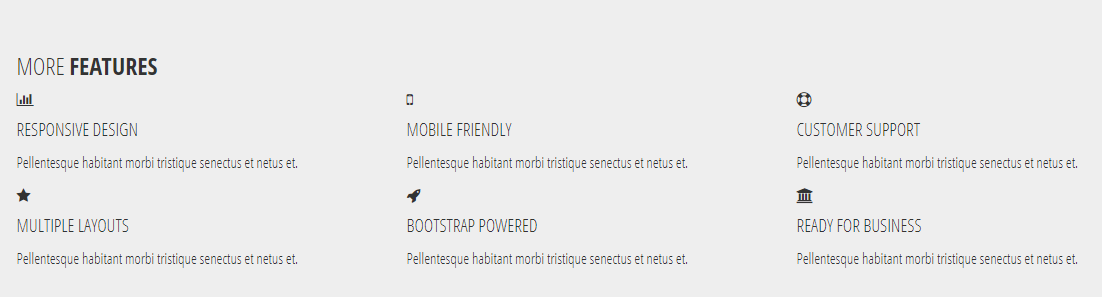 MORE FEATURES
RESPONSIVE DESIGN
Pellentesque habitant morbi tristique senectus et netus et.
MOBILE FRIENDLY
Pellentesque habitant morbi tristique senectus et netus et.
CUSTOMER SUPPORT
Pellentesque habitant morbi tristique senectus et netus et.
MULTIPLE LAYOUTS
Pellentesque habitant morbi tristique senectus et netus et.
BOOTSTRAP POWERED
Pellentesque habitant morbi tristique senectus et netus et.
READY FOR BUSINESS
Pellentesque habitant morbi tristique senectus et netus et.